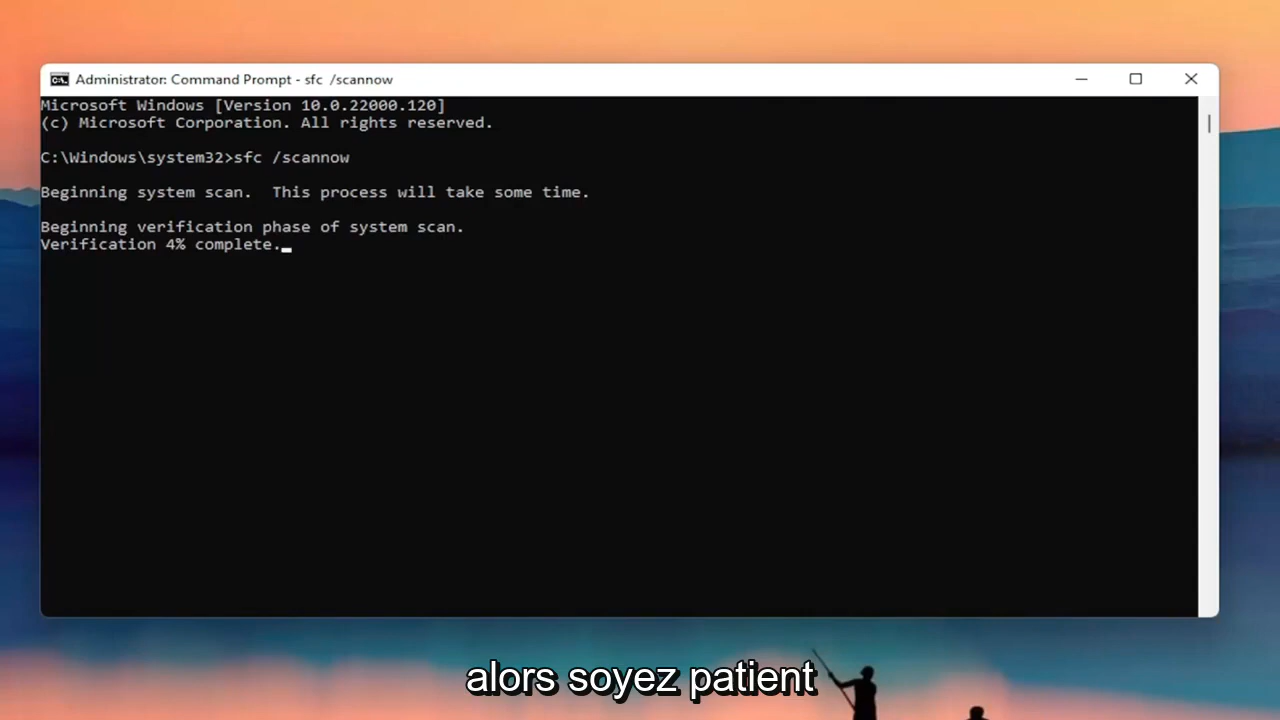 Administrator: Command Prompt - sfc /scannow
Microsoft Windows [Version 10.0.22000.120]
(c) Microsoft Corporation. All rights reserved.
C:\Windows\system32>sfc /scannow
Beginning system scan.  This process will take some time.
Beginning verification phase of system scan.
Verification 4% complete.
alors soyez patient